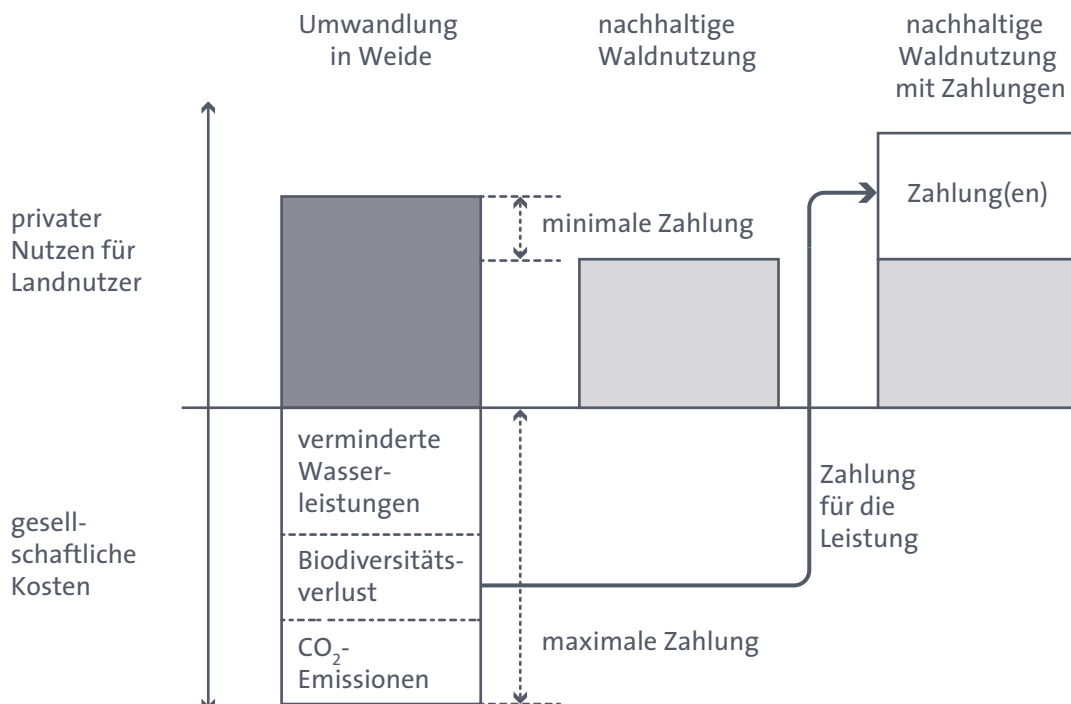 Umwandlung
in Weide
nachhaltige
Waldnutzung
nachhaltige
Waldnutzung
mit Zahlungen
privater
Nutzen für
Landnutzer
minimale Zahlung
Zahlung(en)
gesell-
schaftliche
Kosten
verminderte
Wasser-
leistungen
Biodiversitäts-
verlust
CO₂-
Emissionen
maximale Zahlung
Zahlung
für die
Leistung